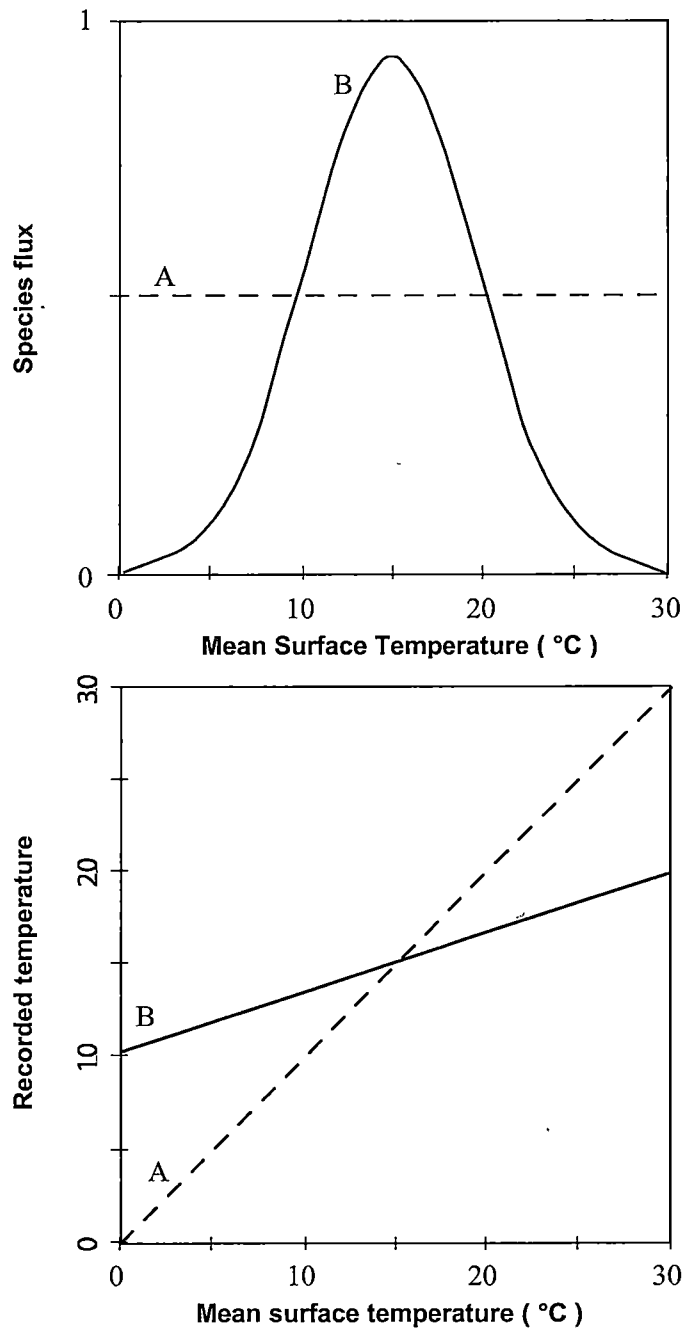 1
B
A
Species flux
0
0 10 20 30
Mean Surface Temperature ( °C )
30
20
Recorded temperature
B
10
A
0
0 10 20 30
Mean surface temperature ( °C )